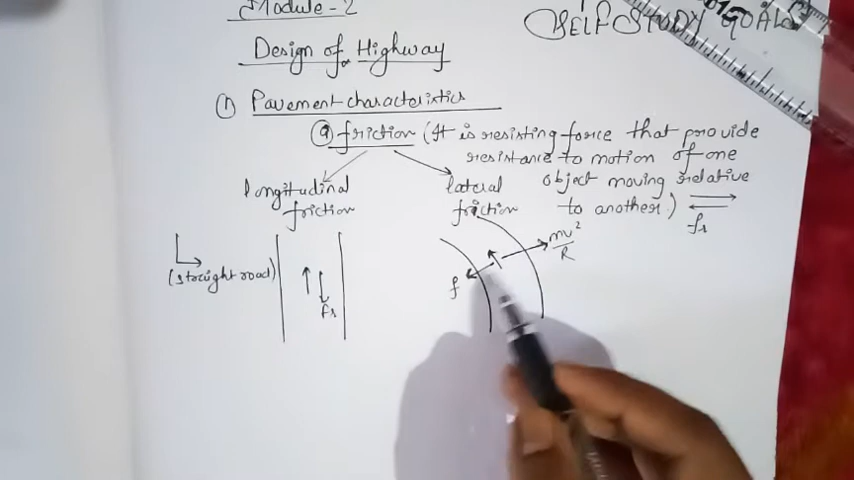 Module-2
SELF STUDY GOALS
Design of Highway
① Pavement characteristics
ⓐ friction (It is resisting force that provide
resistance to motion of one
object moving relative
to another.)
fr
longitudinal
friction
lateral
friction
(straight road)
fr
f
mv²
R